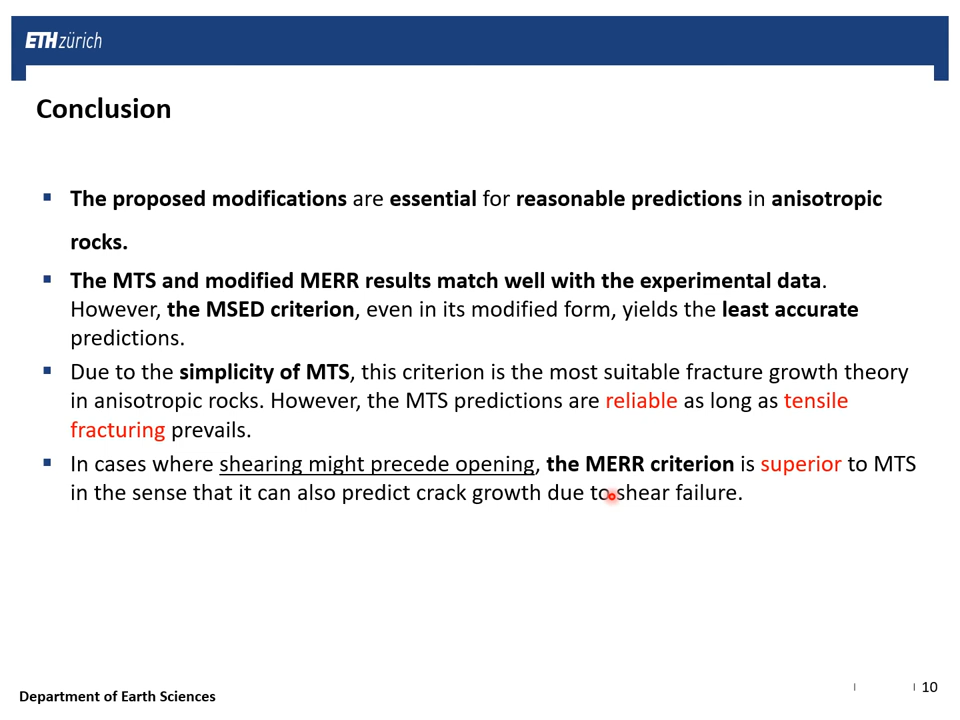 ETH zürich
Conclusion
▪ The proposed modifications are essential for reasonable predictions in anisotropic
rocks.
▪ The MTS and modified MERR results match well with the experimental data.
However, the MSED criterion, even in its modified form, yields the least accurate
predictions.
▪ Due to the simplicity of MTS, this criterion is the most suitable fracture growth theory
in anisotropic rocks. However, the MTS predictions are reliable as long as tensile
fracturing prevails.
▪ In cases where shearing might precede opening, the MERR criterion is superior to MTS
in the sense that it can also predict crack growth due to shear failure.
Department of Earth Sciences
| | 10